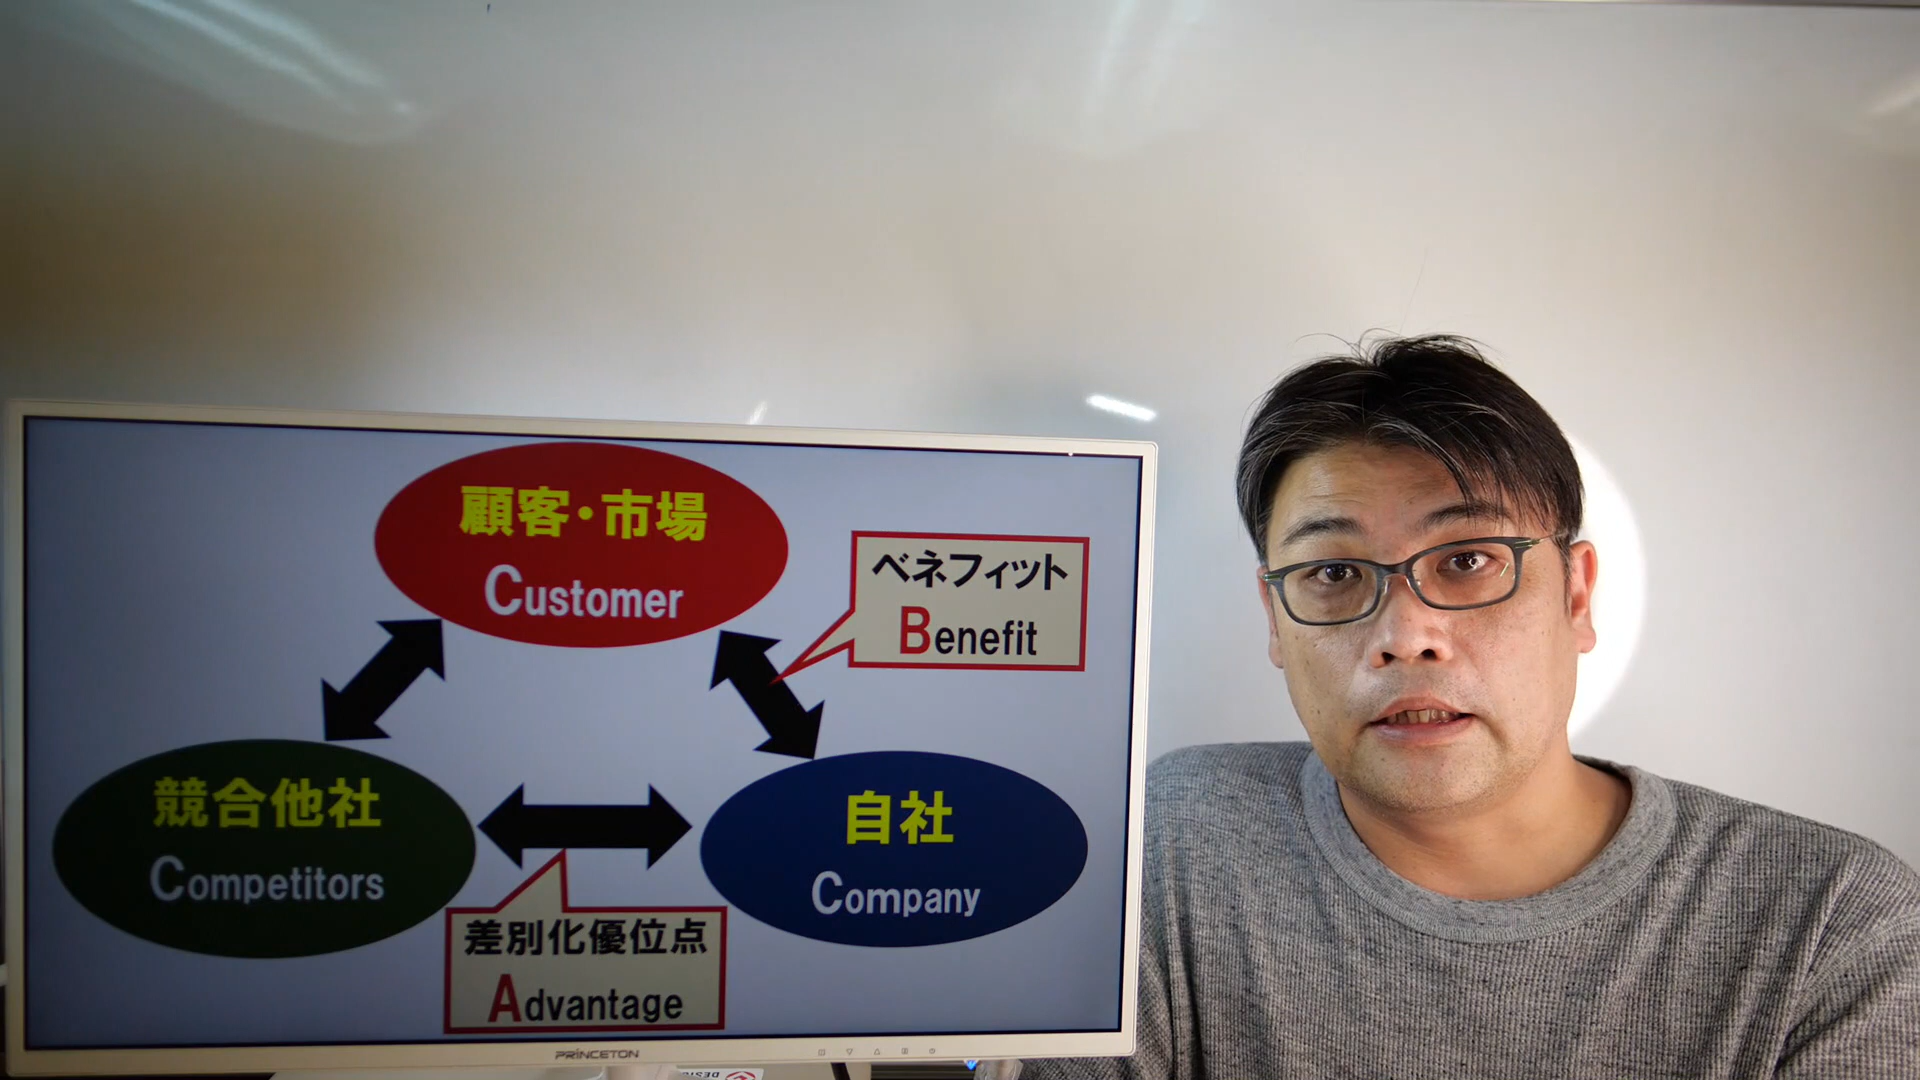 顧客・市場
Customer
ベネフィット
Benefit
競合他社
Competitors
自社
Company
差別化優位点
Advantage
PRINCETON